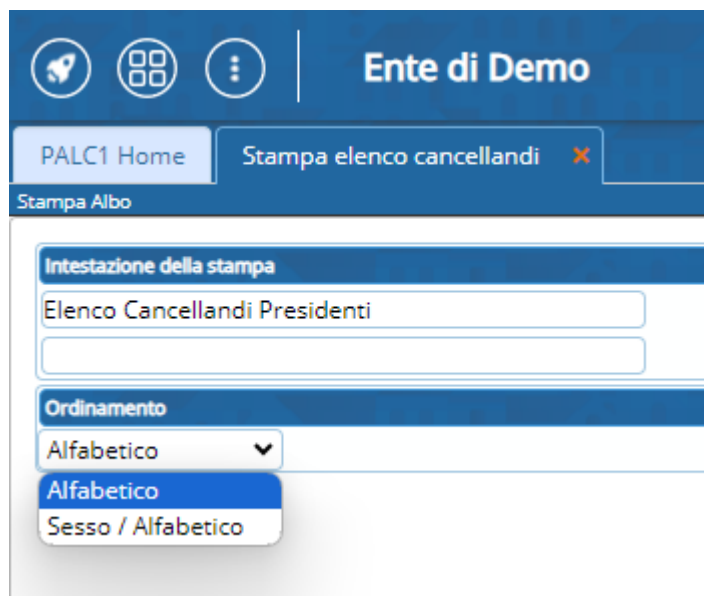 Ente di Demo
PALC1 Home
Stampa elenco cancellandi
Stampa Albo
Intestazione della stampa
Elenco Cancellandi Presidenti
Ordinamento
Alfabetico
Alfabetico
Sesso / Alfabetico